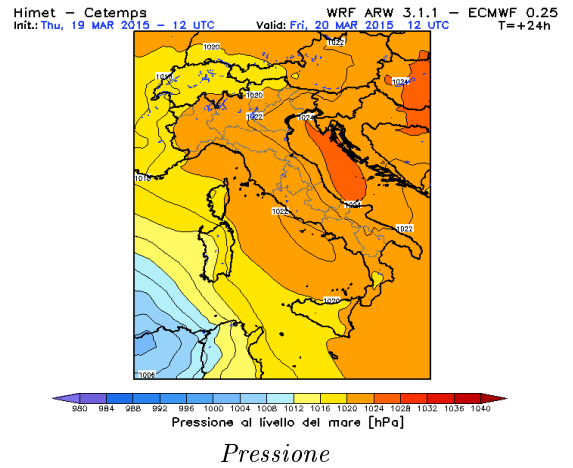 Himet – Cetemps WRF ARW 3.1.1 – ECMWF 0.25
Init.: Thu, 19 MAR 2015 – 12 UTC Valid: Fri, 20 MAR 2015 12 UTC T=+24h
1020 1022
1018 1024
1020
1022 1024
1018
1024
1022 1022
1020
1006
980 984 988 992 996 1000 1004 1008 1012 1016 1020 1024 1028 1032 1036 1040
Pressione al livello del mare [hPa]
Pressione